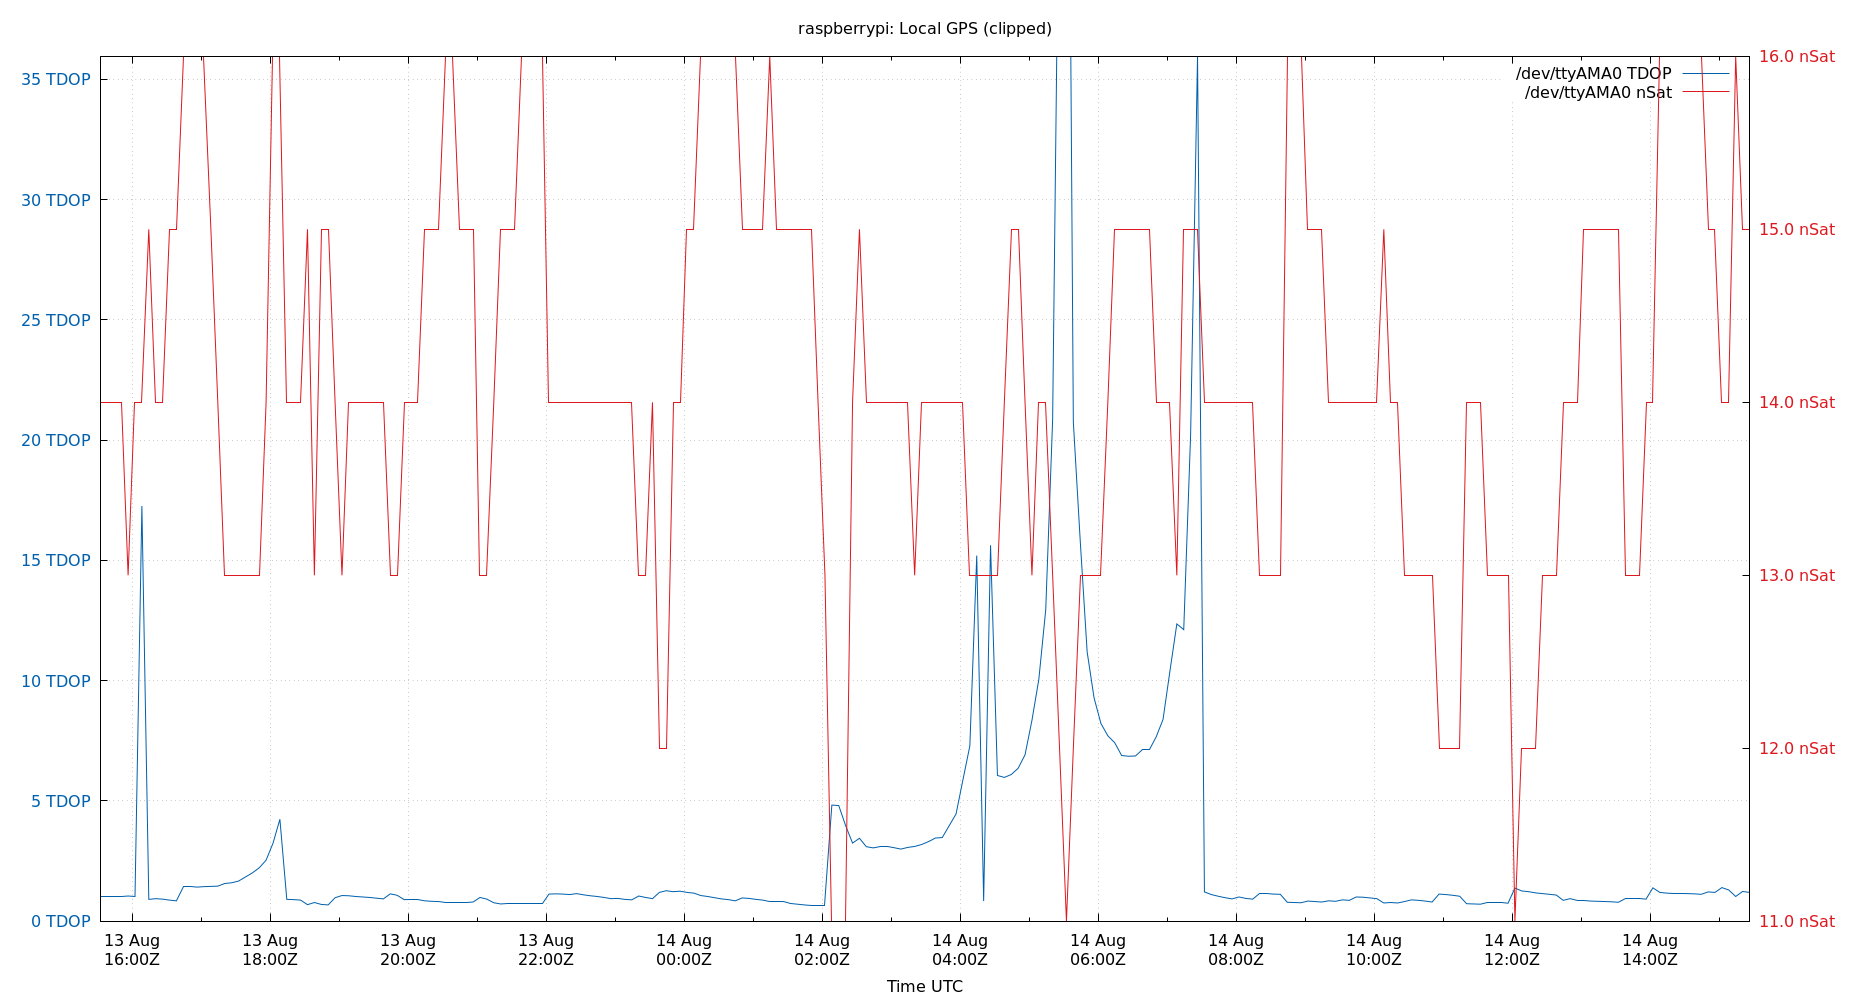 raspberrypi: Local GPS (clipped)
35 TDOP
30 TDOP
25 TDOP
20 TDOP
15 TDOP
10 TDOP
5 TDOP
0 TDOP
16.0 nSat
15.0 nSat
14.0 nSat
13.0 nSat
12.0 nSat
11.0 nSat
/dev/ttyAMA0 TDOP
/dev/ttyAMA0 nSat
13 Aug
16:00Z
13 Aug
18:00Z
13 Aug
20:00Z
13 Aug
22:00Z
14 Aug
00:00Z
14 Aug
02:00Z
14 Aug
04:00Z
14 Aug
06:00Z
14 Aug
08:00Z
14 Aug
10:00Z
14 Aug
12:00Z
14 Aug
14:00Z
Time UTC